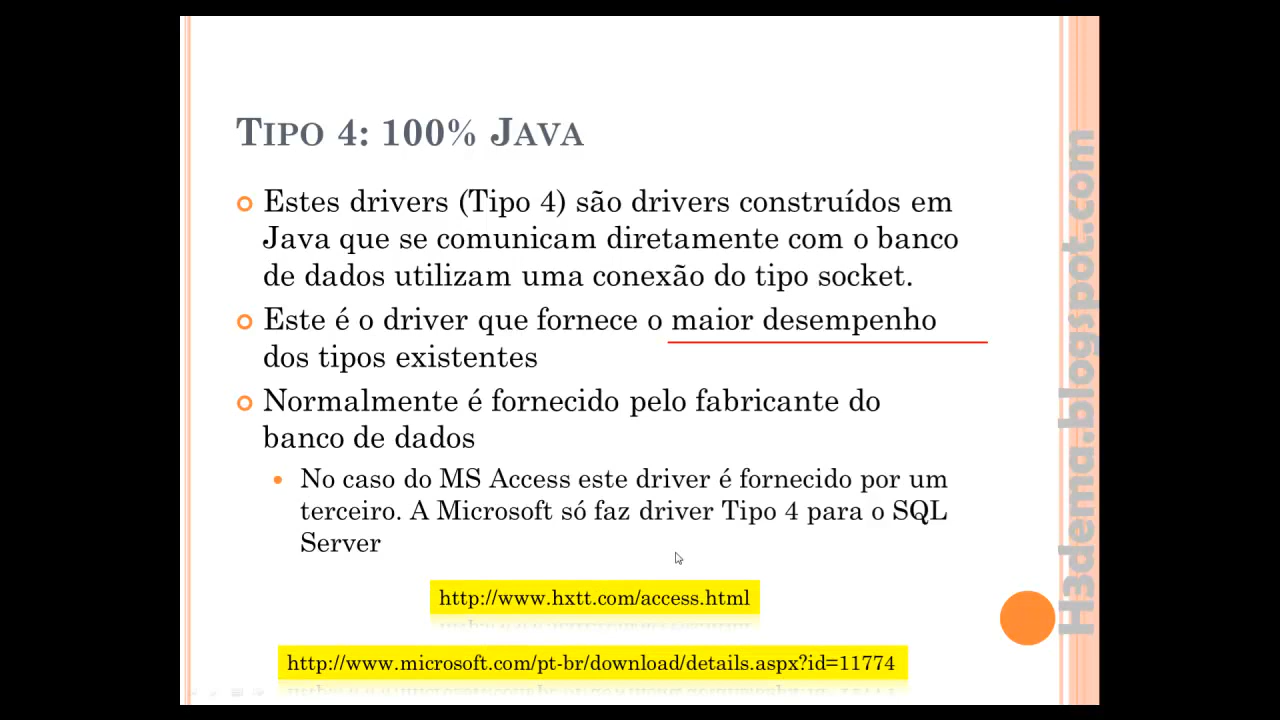 TIPO 4: 100% JAVA
Estes drivers (Tipo 4) são drivers construídos em
Java que se comunicam diretamente com o banco
de dados utilizam uma conexão do tipo socket.
Este é o driver que fornece o maior desempenho
dos tipos existentes
Normalmente é fornecido pelo fabricante do
banco de dados
No caso do MS Access este driver é fornecido por um
terceiro. A Microsoft só faz driver Tipo 4 para o SQL
Server
http://www.hxtt.com/access.html
http://www.microsoft.com/pt-br/download/details.aspx?id=11774
H3dema.blogspot.com